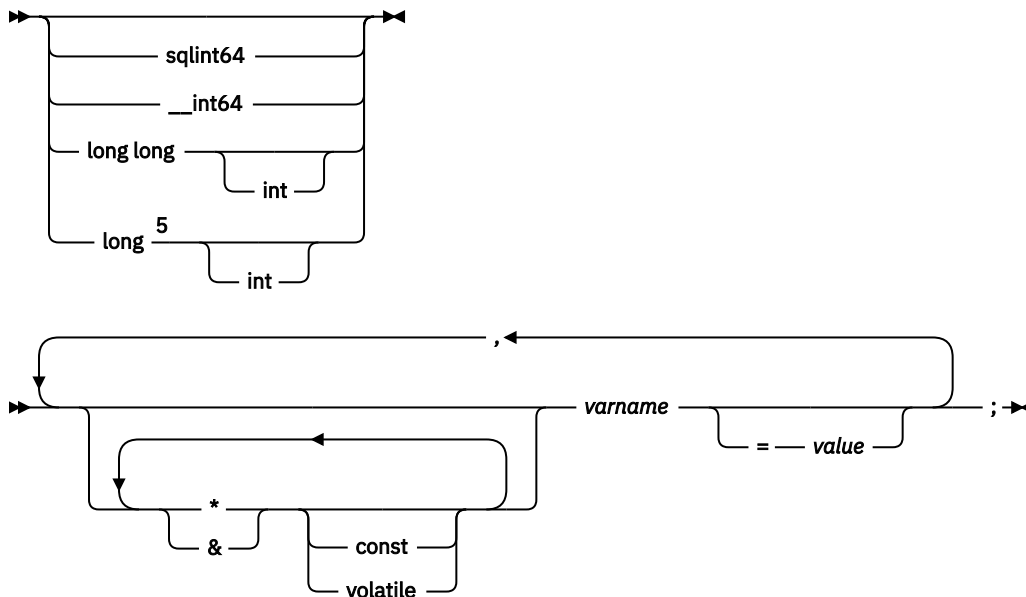 sqlint64
__int64
long long
int
5
long
int
,
varname ;
= value
*
&
const
volatile